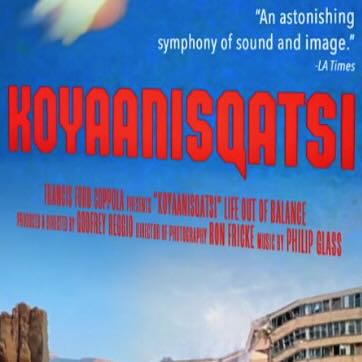 "An astonishing
symphony of sound and image."
-LA Times
KOYAANISQATSI
FRANCIS FORD COPPOLA PRESENTS "KOYAANISQATSI" LIFE OUT OF BALANCE
PRODUCED & DIRECTED BY GODFREY REGGIO DIRECTOR OF PHOTOGRAPHY RON FRICKE MUSIC BY PHILIP GLASS